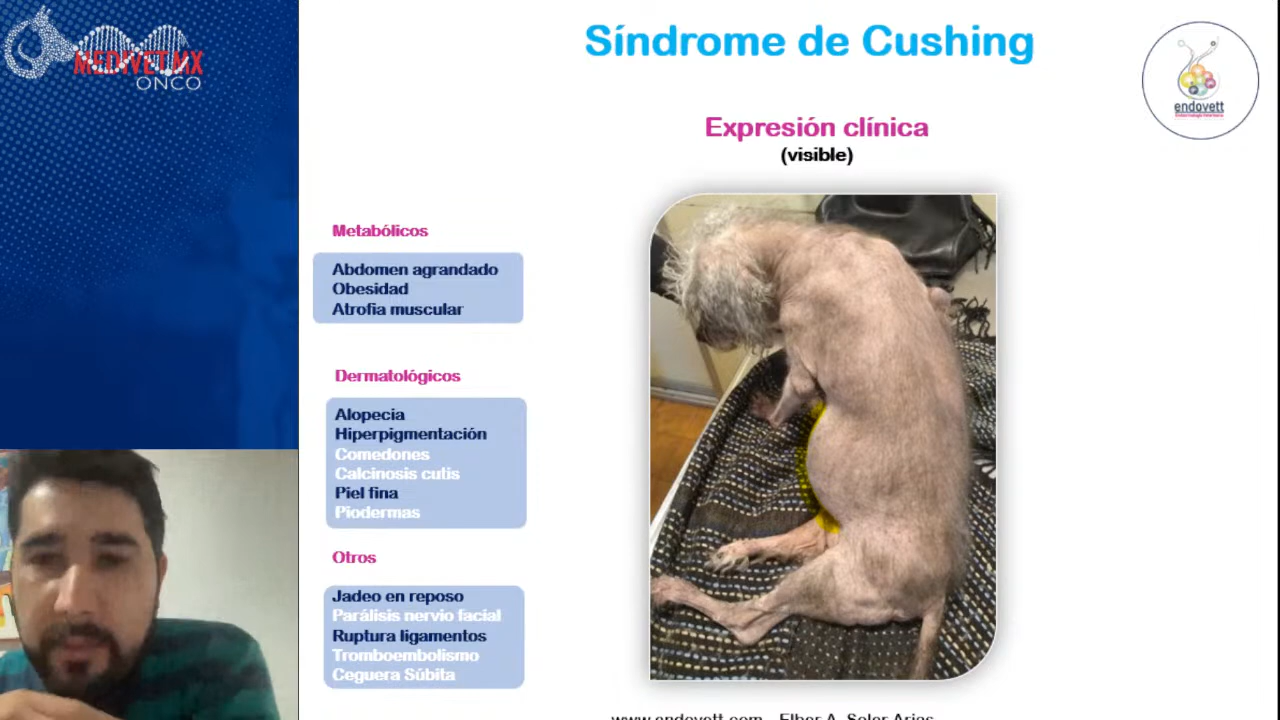 MEDIVET.MX
ONCO
Síndrome de Cushing
endovett
Expresión clínica
(visible)
Metabólicos
Abdomen agrandado
Obesidad
Atrofia muscular
Dermatológicos
Alopecia
Hiperpigmentación
Comedones
Calcinosis cutis
Piel fina
Piodermas
Otros
Jadeo en reposo
Parálisis nervio facial
Ruptura ligamentos
Tromboembolismo
Ceguera Súbita
www.endovett.com - Elber A. Soler Arias